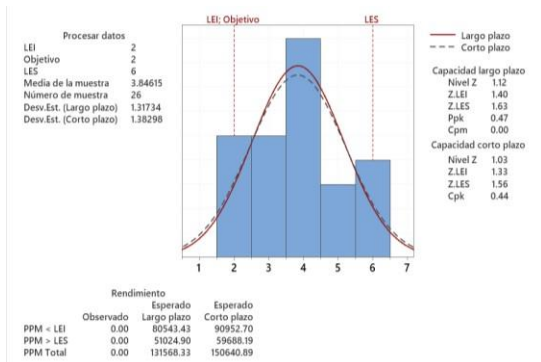 LEI; Objetivo
LES
Procesar datos
LEI 2
Objetivo 2
LES 6
Media de la muestra 3.84615
Número de muestra 26
Desv.Est. (Largo plazo) 1.31734
Desv.Est. (Corto plazo) 1.38298
Largo plazo
Corto plazo
Capacidad largo plazo
Nivel Z 1.12
Z.LEI 1.40
Z.LES 1.63
Ppk 0.47
Cpm 0.00
Capacidad corto plazo
Nivel Z 1.03
Z.LEI 1.33
Z.LES 1.56
Cpk 0.44
1 2 3 4 5 6 7
Rendimiento
Esperado Esperado
Observado Largo plazo Corto plazo
PPM < LEI 0.00 80543.43 90952.70
PPM > LES 0.00 51024.90 59688.19
PPM Total 0.00 131568.33 150640.89